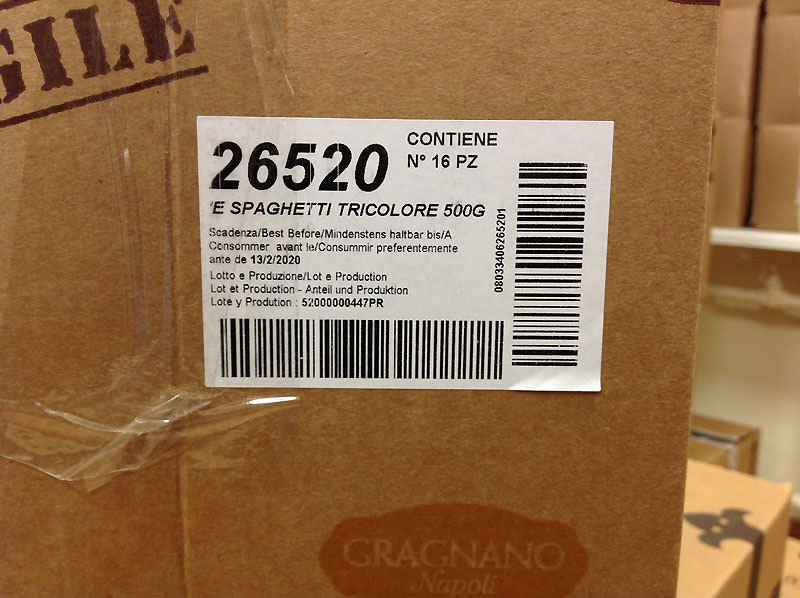 GILE
26520
CONTIENE
N° 16 PZ
'E SPAGHETTI TRICOLORE 500G
Scadenza/Best Before/Mindenstens haltbar bis/A
Consommer avant le/Consummir preferentemente
ante de 13/2/2020
Lotto e Produzione/Lot e Production
Lot et Production - Anteil und Produktion
Lote y Prodution : 52000000447PR
08033406265201
GRAGNANO
Napoli